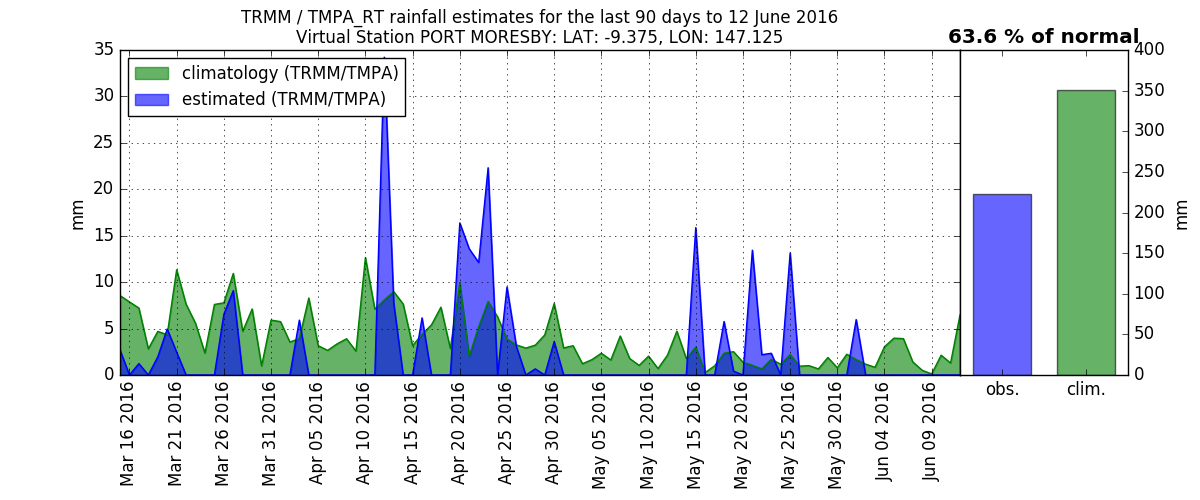 TRMM / TMPA_RT rainfall estimates for the last 90 days to 12 June 2016
Virtual Station PORT MORESBY: LAT: -9.375, LON: 147.125
63.6 % of normal
climatology (TRMM/TMPA)
estimated (TRMM/TMPA)
35
30
25
20
15
10
5
0
mm
Mar 16 2016
Mar 21 2016
Mar 26 2016
Mar 31 2016
Apr 05 2016
Apr 10 2016
Apr 15 2016
Apr 20 2016
Apr 25 2016
Apr 30 2016
May 05 2016
May 10 2016
May 15 2016
May 20 2016
May 25 2016
May 30 2016
Jun 04 2016
Jun 09 2016
obs.
clim.
400
350
300
250
200
150
100
50
0
mm